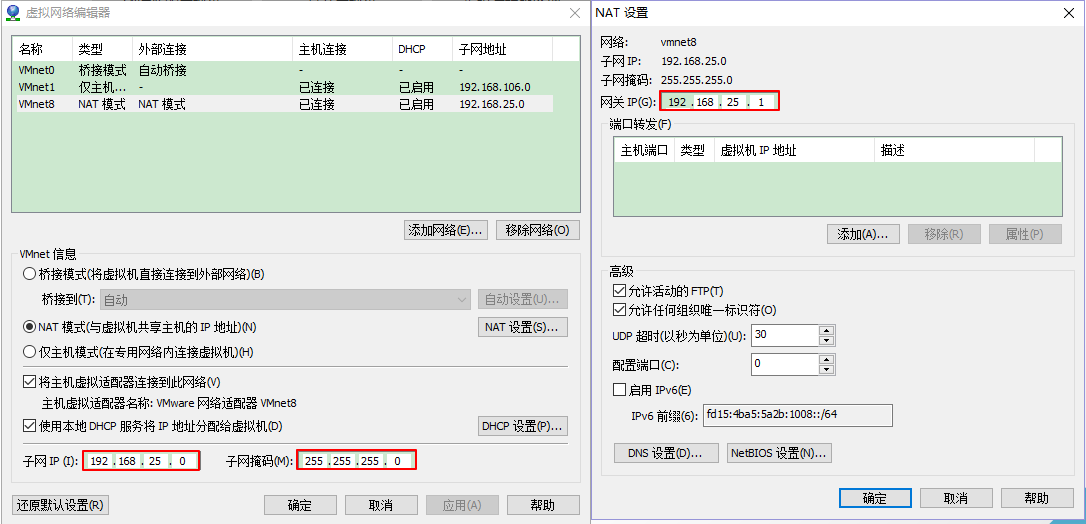 虚拟网络编辑器
名称 类型 外部连接 主机连接 DHCP 子网地址
VMnet0 桥接模式 自动桥接 - - -
VMnet1 仅主机... - 已连接 已启用 192.168.106.0
VMnet8 NAT 模式 NAT 模式 已连接 已启用 192.168.25.0
添加网络(E)... 移除网络(O)
VMnet 信息
桥接模式(将虚拟机直接连接到外部网络)(B)
桥接到(T): 自动 自动设置(U)...
NAT 模式(与虚拟机共享主机的 IP 地址)(N) NAT 设置(S)...
仅主机模式(在专用网络内连接虚拟机)(H)
将主机虚拟适配器连接到此网络(V)
主机虚拟适配器名称: VMware 网络适配器 VMnet8
使用本地 DHCP 服务将 IP 地址分配给虚拟机(D) DHCP 设置(P)...
子网 IP (I): 192 .168 . 25 . 0 子网掩码(M): 255 .255 .255 . 0
还原默认设置(R) 确定 取消 应用(A) 帮助
NAT 设置
网络: vmnet8
子网 IP: 192.168.25.0
子网掩码: 255.255.255.0
网关 IP(G): 192 .168 . 25 . 1
端口转发(F)
主机端口 类型 虚拟机 IP 地址 描述
添加(A)... 移除(R) 属性(P)
高级
允许活动的 FTP(T)
允许任何组织唯一标识符(O)
UDP 超时(以秒为单位)(U): 30
配置端口(C): 0
启用 IPv6(E)
IPv6 前缀(6): fd15:4ba5:5a2b:1008::/64
DNS 设置(D)... NetBIOS 设置(N)...
确定 取消 帮助